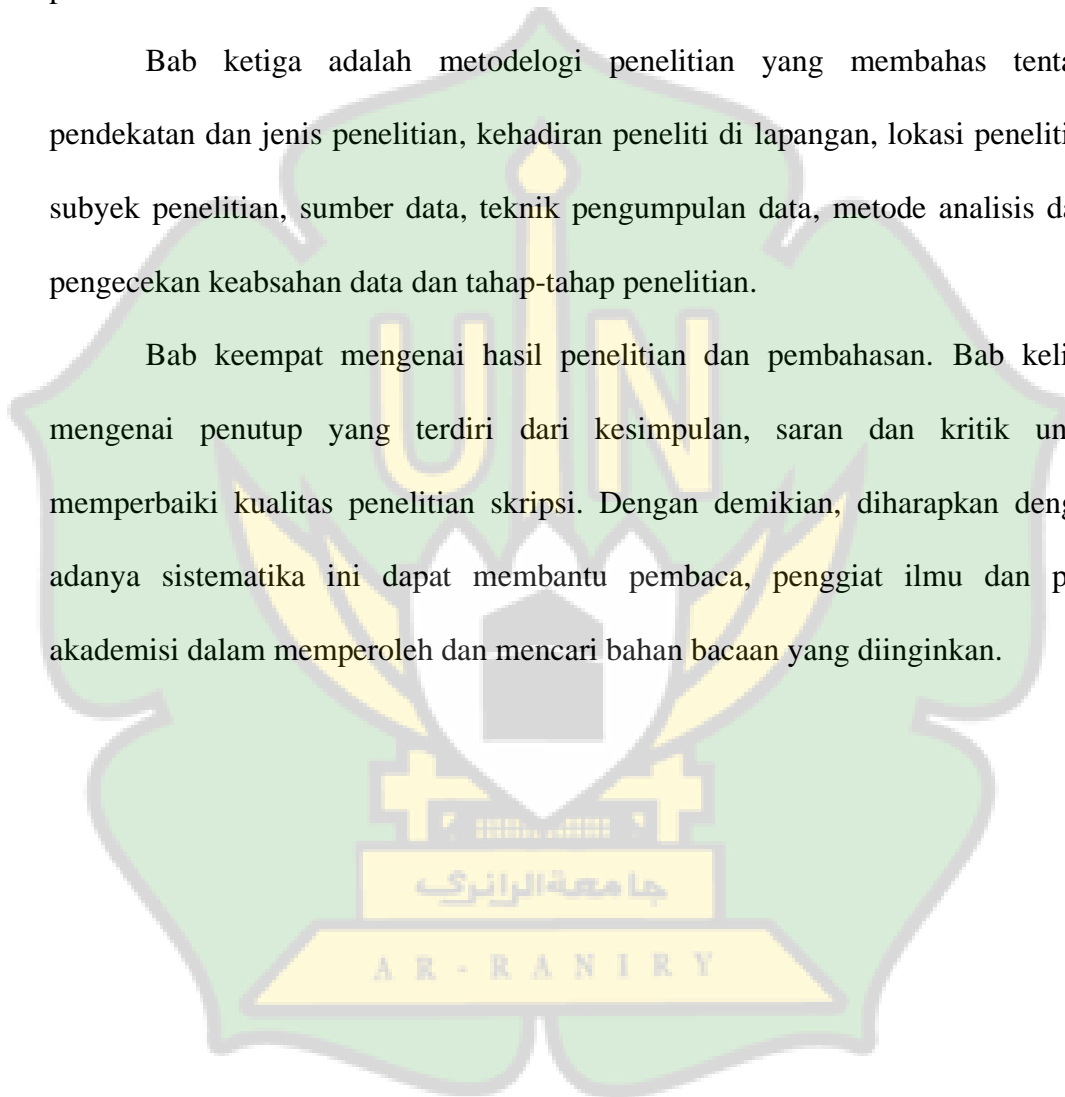 Bab ketiga adalah metodelogi penelitian yang membahas tenta
pendekatan dan jenis penelitian, kehadiran peneliti di lapangan, lokasi peneliti
subyek penelitian, sumber data, teknik pengumpulan data, metode analisis da
pengecekan keabsahan data dan tahap-tahap penelitian.
Bab keempat mengenai hasil penelitian dan pembahasan. Bab keli
mengenai penutup yang terdiri dari kesimpulan, saran dan kritik un
memperbaiki kualitas penelitian skripsi. Dengan demikian, diharapkan deng
adanya sistematika ini dapat membantu pembaca, penggiat ilmu dan p
akademisi dalam memperoleh dan mencari bahan bacaan yang diinginkan.
UIN
جامعة الرانري
AR-RANIRY